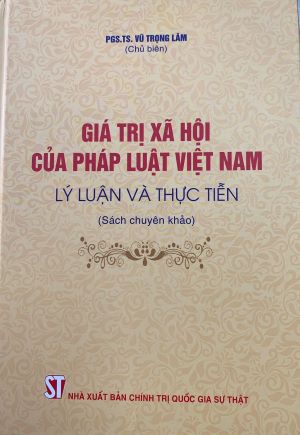 PGS.TS. VŨ TRỌNG LÂM
(Chủ biên)
GIÁ TRỊ XÃ HỘI
CỦA PHÁP LUẬT VIỆT NAM
LÝ LUẬN VÀ THỰC TIỄN
(Sách chuyên khảo)
ST
NHÀ XUẤT BẢN CHÍNH TRỊ QUỐC GIA SỰ THẬT